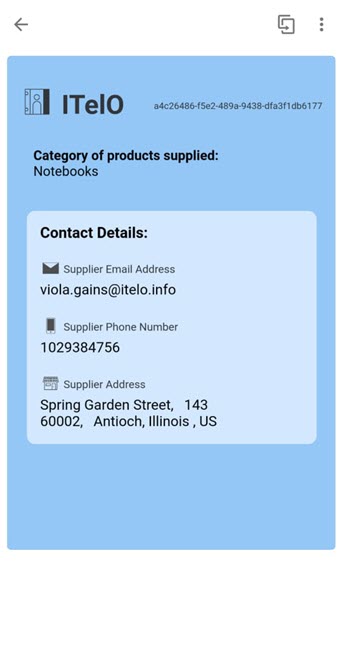 ITelO
a4c26486-f5e2-489a-9438-dfa3f1db6177
Category of products supplied:
Notebooks
Contact Details:
Supplier Email Address
viola.gains@itelo.info
Supplier Phone Number
1029384756
Supplier Address
Spring Garden Street,   143
60002,   Antioch, Illinois , US